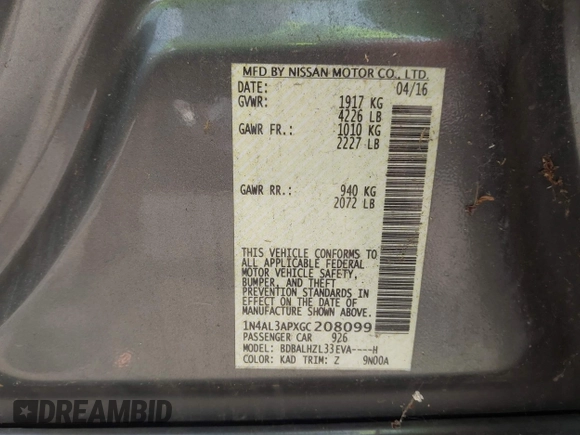 MFD BY NISSAN MOTOR CO., LTD.
DATE: 04/16
GVWR: 1917 KG
4226 LB
GAWR FR.: 1010 KG
2227 LB
GAWR RR.: 940 KG
2072 LB
THIS VEHICLE CONFORMS TO
ALL APPLICABLE FEDERAL
MOTOR VEHICLE SAFETY,
BUMPER, AND THEFT
PREVENTION STANDARDS IN
EFFECT ON THE DATE OF
MANUFACTURE SHOWN ABOVE.
1N4AL3APXGC208099
PASSENGER CAR 926
MODEL: BDBALHZL33EVA----H
COLOR: KAD TRIM: Z 9N00A
DREAMBID